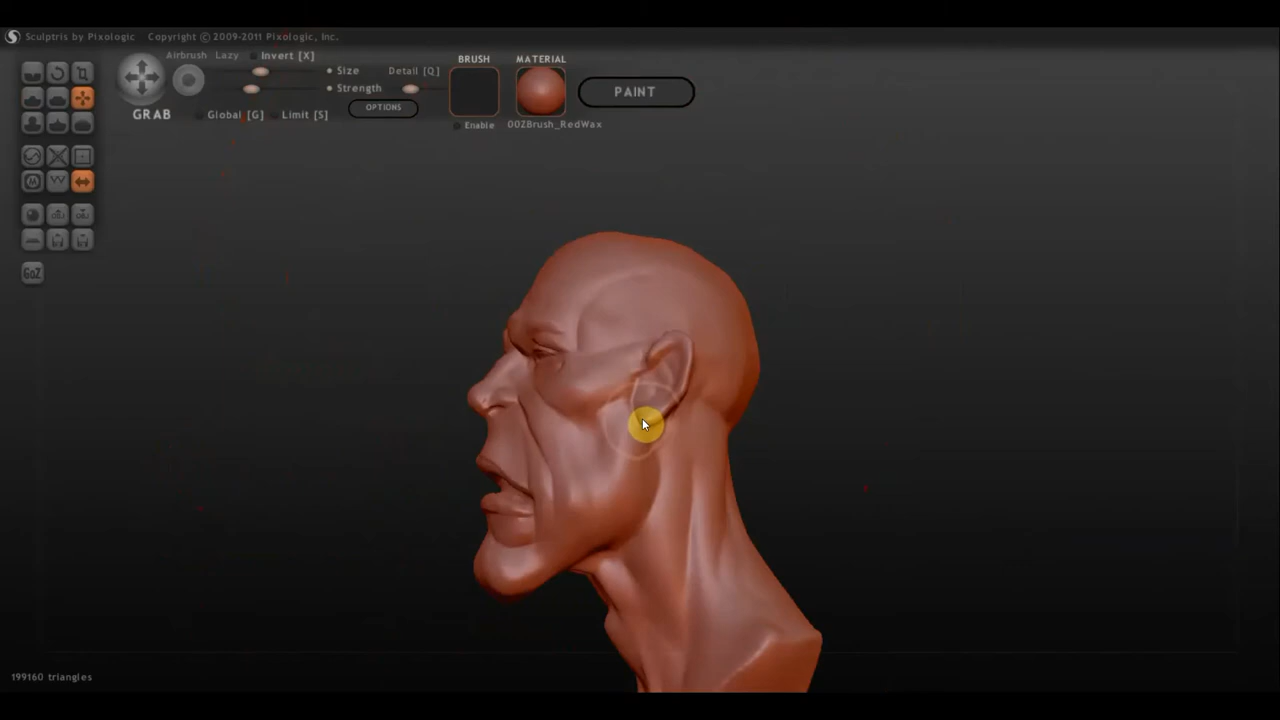 Sculptris by Pixologic Copyright © 2009-2011 Pixologic, Inc.
Airbrush Lazy Invert [X]
BRUSH MATERIAL
Size Detail [Q]
Strength
PAINT
OPTIONS
GRAB Global [G] Limit [S]
Enable 00ZBrush_RedWax
GoZ
199160 triangles